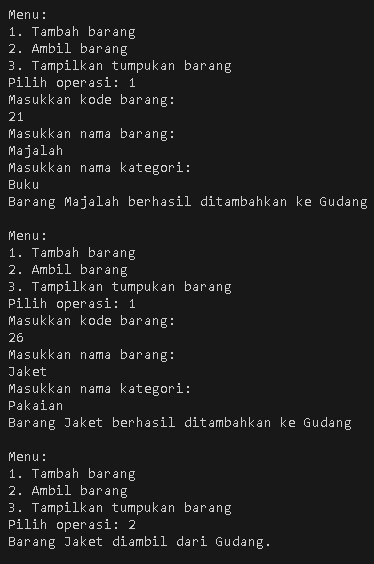 Menu:
1. Tambah barang
2. Ambil barang
3. Tampilkan tumpukan barang
Pilih operasi: 1
Masukkan kode barang:
21
Masukkan nama barang:
Majalah
Masukkan nama kategori:
Buku
Barang Majalah berhasil ditambahkan ke Gudang
Menu:
1. Tambah barang
2. Ambil barang
3. Tampilkan tumpukan barang
Pilih operasi: 1
Masukkan kode barang:
26
Masukkan nama barang:
Jaket
Masukkan nama kategori:
Pakaian
Barang Jaket berhasil ditambahkan ke Gudang
Menu:
1. Tambah barang
2. Ambil barang
3. Tampilkan tumpukan barang
Pilih operasi: 2
Barang Jaket diambil dari Gudang.